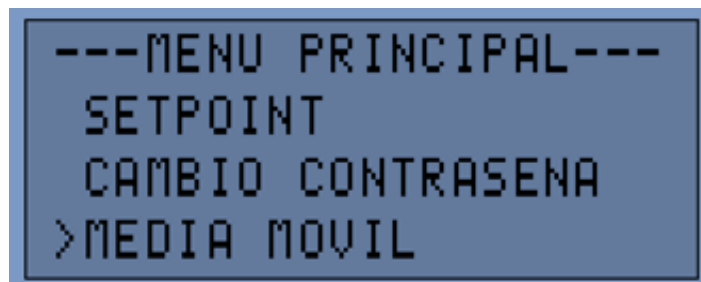 ---MENU PRINCIPAL---
SETPOINT
CAMBIO CONTRASENA
>MEDIA MOVIL